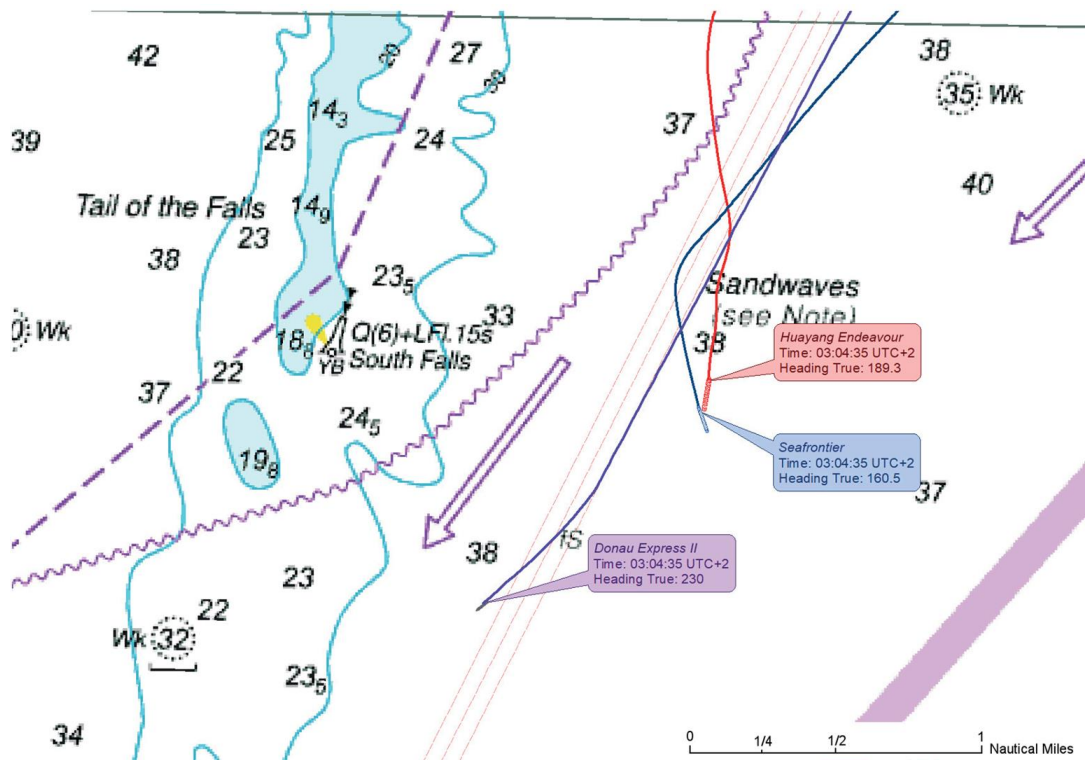 42
27
38
35 Wk
37
14₃
25
24
39
30
38
40
14₉
Tail of the Falls
23
38
23₅
Sandwaves
(see Note)
33
0 Wk
Q(6)+LFl.15s
18₈
38
YB South Falls
Huayang Endeavour
Time: 03:04:35 UTC+2
Heading True: 189.3
22
37
24₅
Seafrontier
Time: 03:04:35 UTC+2
Heading True: 160.5
19₈
37
fS
38
Donau Express II
Time: 03:04:35 UTC+2
Heading True: 230
23
22
Wk 32
23₅
34
0 1/4 1/2 1 Nautical Miles